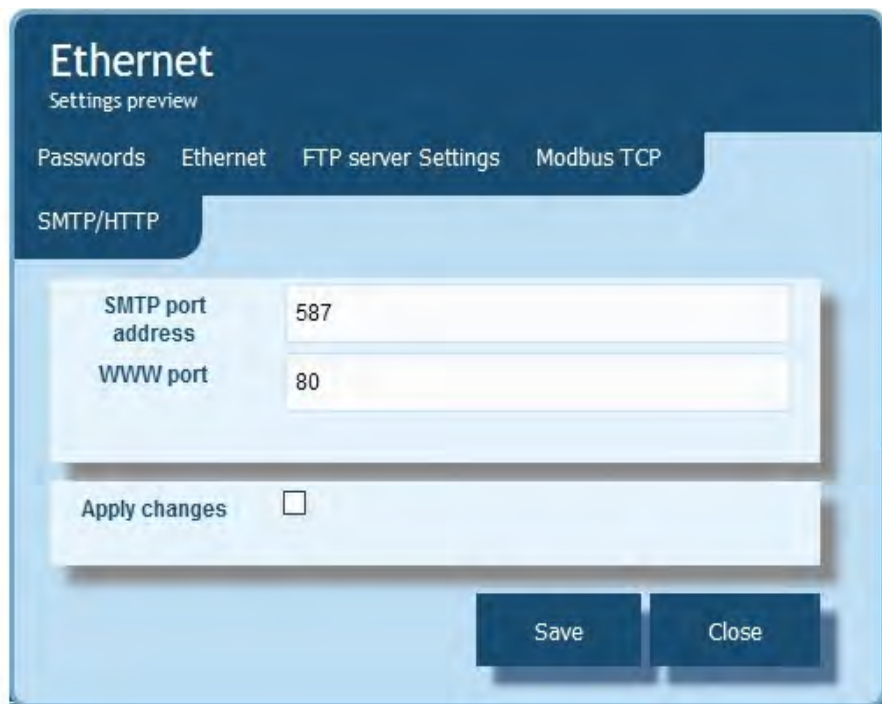 Ethernet
Settings preview
Passwords Ethernet FTP server Settings Modbus TCP
SMTP/HTTP
SMTP port
address
587
WWW port
80
Apply changes
Save Close